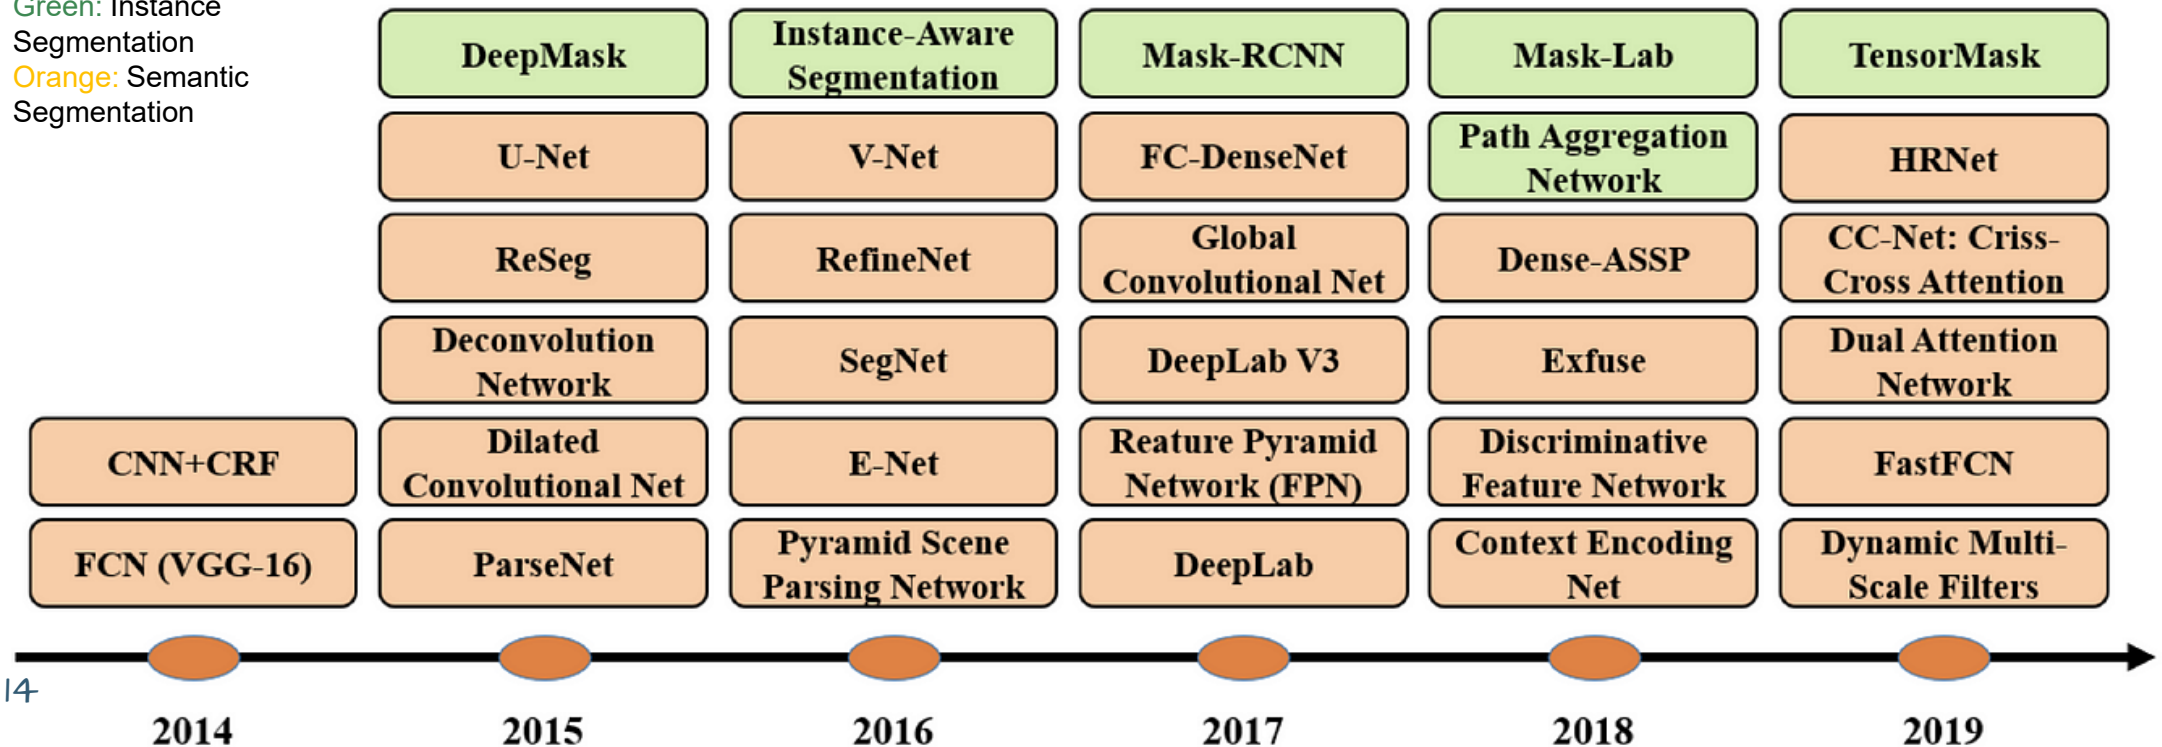 Green: Instance
Segmentation
Orange: Semantic
Segmentation
DeepMask
Instance-Aware
Segmentation
Mask-RCNN
Mask-Lab
TensorMask
U-Net
V-Net
FC-DenseNet
Path Aggregation
Network
HRNet
ReSeg
RefineNet
Global
Convolutional Net
Dense-ASSP
CC-Net: Criss-
Cross Attention
Deconvolution
Network
SegNet
DeepLab V3
Exfuse
Dual Attention
Network
CNN+CRF
Dilated
Convolutional Net
E-Net
Reature Pyramid
Network (FPN)
Discriminative
Feature Network
FastFCN
FCN (VGG-16)
ParseNet
Pyramid Scene
Parsing Network
DeepLab
Context Encoding
Net
Dynamic Multi-
Scale Filters
14
2014
2015
2016
2017
2018
2019